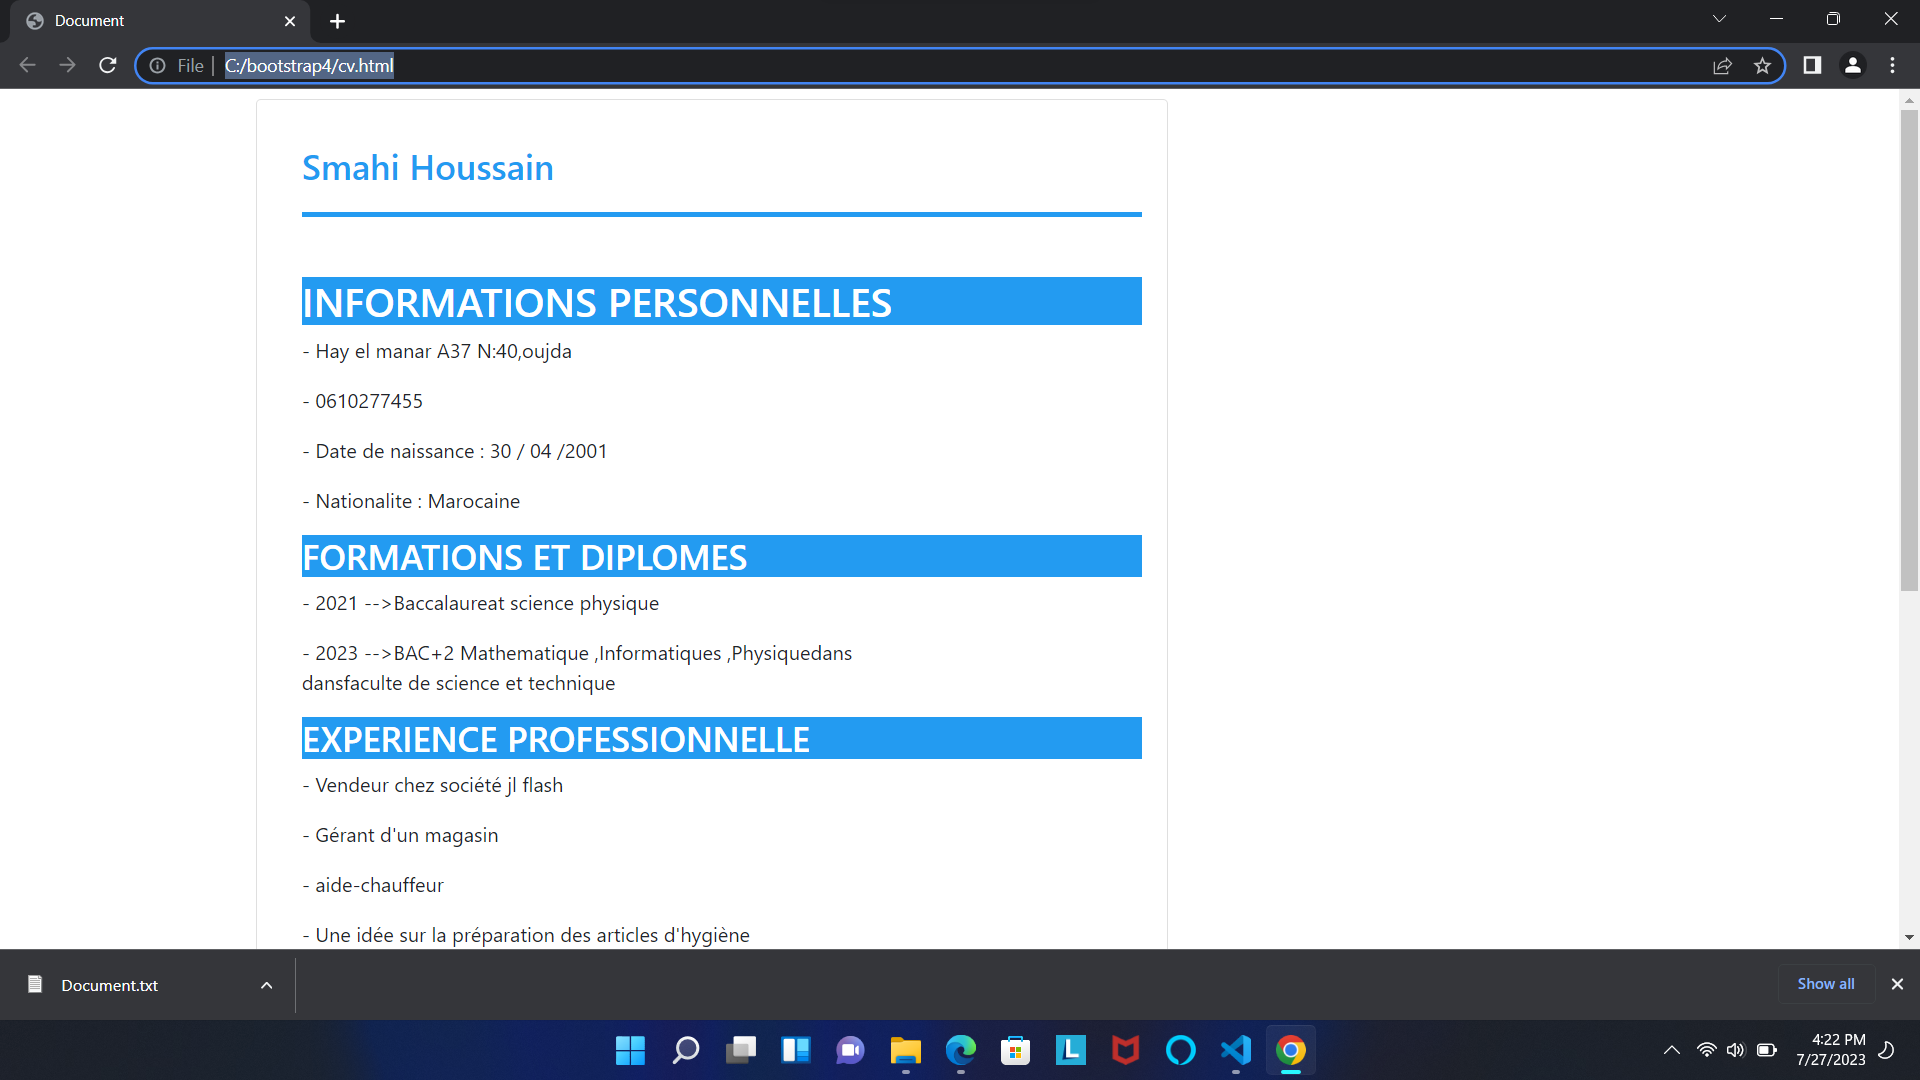 Document
File
C:/bootstrap4/cv.html
Smahi Houssain
INFORMATIONS PERSONNELLES
- Hay el manar A37 N:40,oujda
- 0610277455
- Date de naissance : 30 / 04 /2001
- Nationalite : Marocaine
FORMATIONS ET DIPLOMES
- 2021 -->Baccalaureat science physique
- 2023 -->BAC+2 Mathematique ,Informatiques ,Physiquedans
dansfaculte de science et technique
EXPERIENCE PROFESSIONNELLE
- Vendeur chez société jl flash
- Gérant d'un magasin
- aide-chauffeur
- Une idée sur la préparation des articles d'hygiène
Document.txt
Show all
L
4:22 PM
7/27/2023